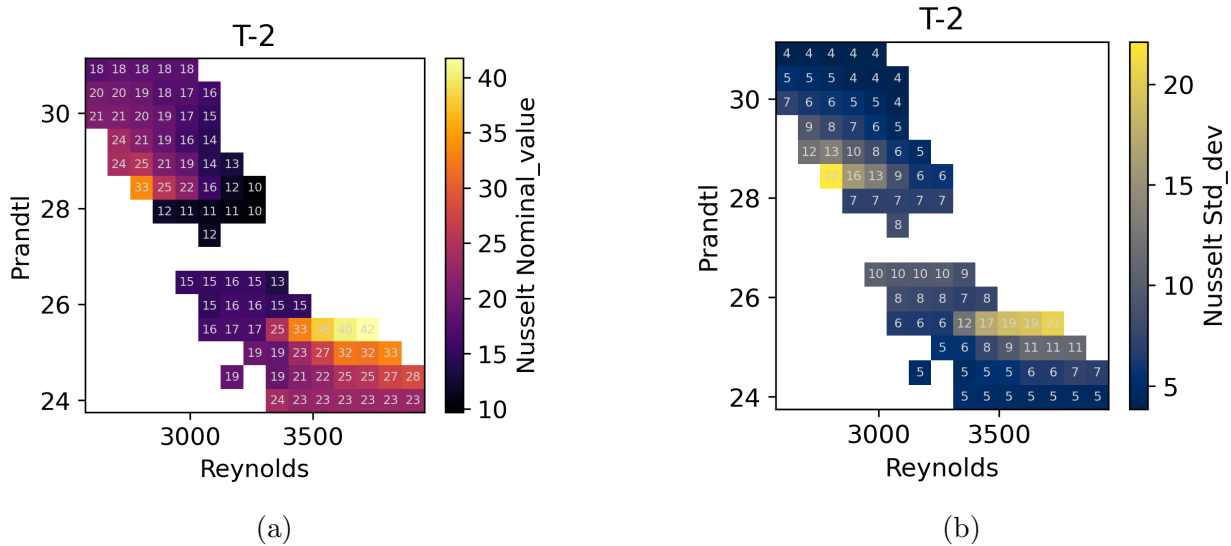 T-2
Nusselt Nominal_value
40
35
30
25
20
15
10
Prandtl
30
28
26
24
18 18 18 18 18
20 20 19 18 17 16
21 21 20 19 17 15
24 21 19 16 14
24 25 21 19 14 13
33 25 22 16 12 10
12 11 11 11 10
12
15 15 16 15 13
15 16 16 15 15
16 17 17 25 33 38 40 42
19 19 23 27 32 32 33
19 19 21 22 25 25 27 28
24 23 23 23 23 23 23
3000 3500
Reynolds
(a)
T-2
Nusselt Std_dev
20
15
10
5
Prandtl
30
28
26
24
4 4 4 4 4
5 5 5 4 4 4
7 6 6 5 5 4
9 8 7 6 5
12 13 10 8 6 5
22 16 13 9 6 6
7 7 7 7 7
8
10 10 10 10 9
8 8 8 7 8
6 6 6 12 17 19 19 21
5 6 8 9 11 11 11
5 5 5 5 6 6 7 7
5 5 5 5 5 5 5
3000 3500
Reynolds
(b)